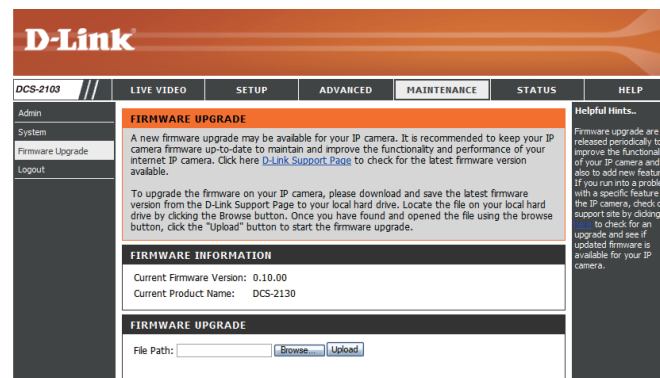 D-Link
DCS-2103
LIVE VIDEO
SETUP
ADVANCED
MAINTENANCE
STATUS
HELP
Admin
System
Firmware Upgrade
Logout
FIRMWARE UPGRADE
A new firmware upgrade may be available for your IP camera. It is recommended to keep your IP
camera firmware up-to-date to maintain and improve the functionality and performance of your
internet IP camera. Click here D-Link Support Page to check for the latest firmware version
available.
To upgrade the firmware on your IP camera, please download and save the latest firmware
version from the D-Link Support Page to your local hard drive. Locate the file on your local hard
drive by clicking the Browse button. Once you have found and opened the file using the browse
button, click the "Upload" button to start the firmware upgrade.
FIRMWARE INFORMATION
Current Firmware Version: 0.10.00
Current Product Name: DCS-2130
FIRMWARE UPGRADE
File Path:
Browse...
Upload
Helpful Hints..
Firmware upgrade are
released periodically to
improve the functional
of your IP camera and
also to add new featur
If you run into a proble
with a specific feature
the IP camera, check o
support site by clicking
to check for an
upgrade and see if
updated firmware is
available for your IP
camera.